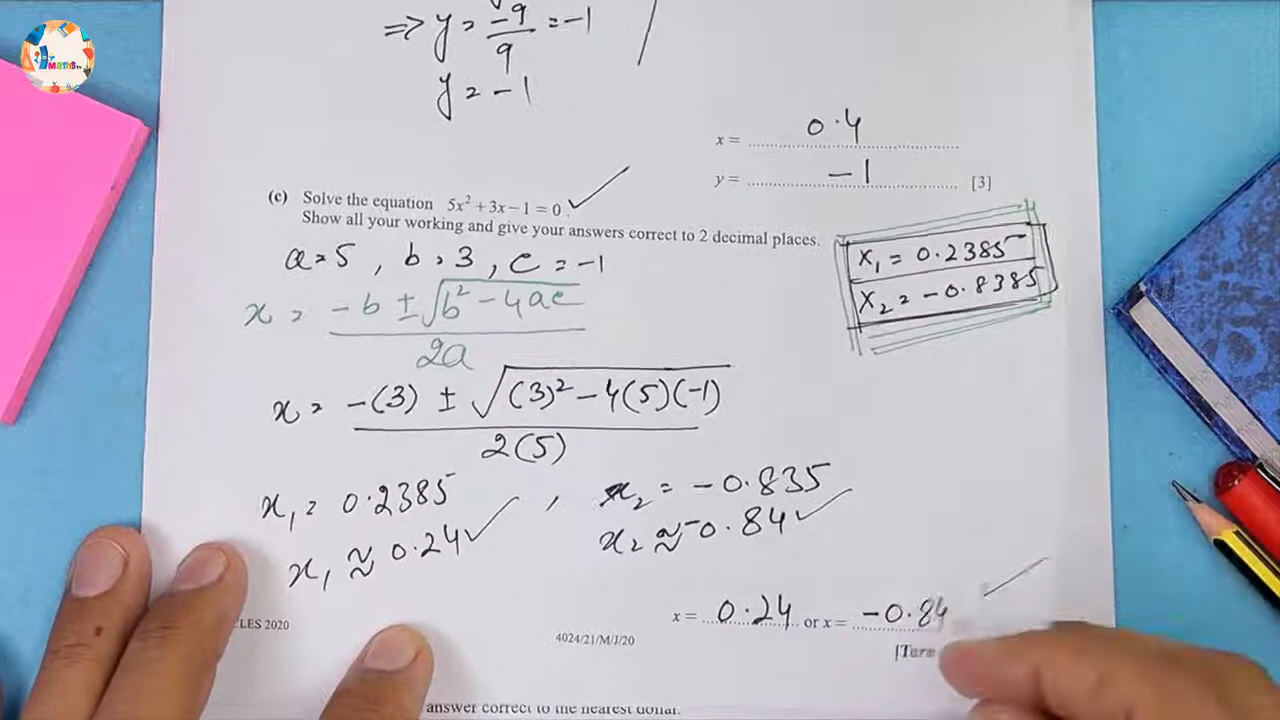 ⇒ y = -9/9 = -1
y = -1
x = 0.4
y = -1 [3]
(c) Solve the equation 5x² + 3x − 1 = 0.
Show all your working and give your answers correct to 2 decimal places.
a = 5 , b = 3 , c = -1
x₁ = 0.2385
x₂ = -0.8385
x = -b ± √b² - 4ac / 2a
x = -(3) ± √(3)² - 4(5)(-1) / 2(5)
x₁ = 0.2385 , x₂ = -0.835
x₁ ≈ 0.24 x₂ ≈ -0.84
x = 0.24 or x = -0.84
LES 2020 4024/21/M/J/20 [Turn
answer correct to the nearest dollar.